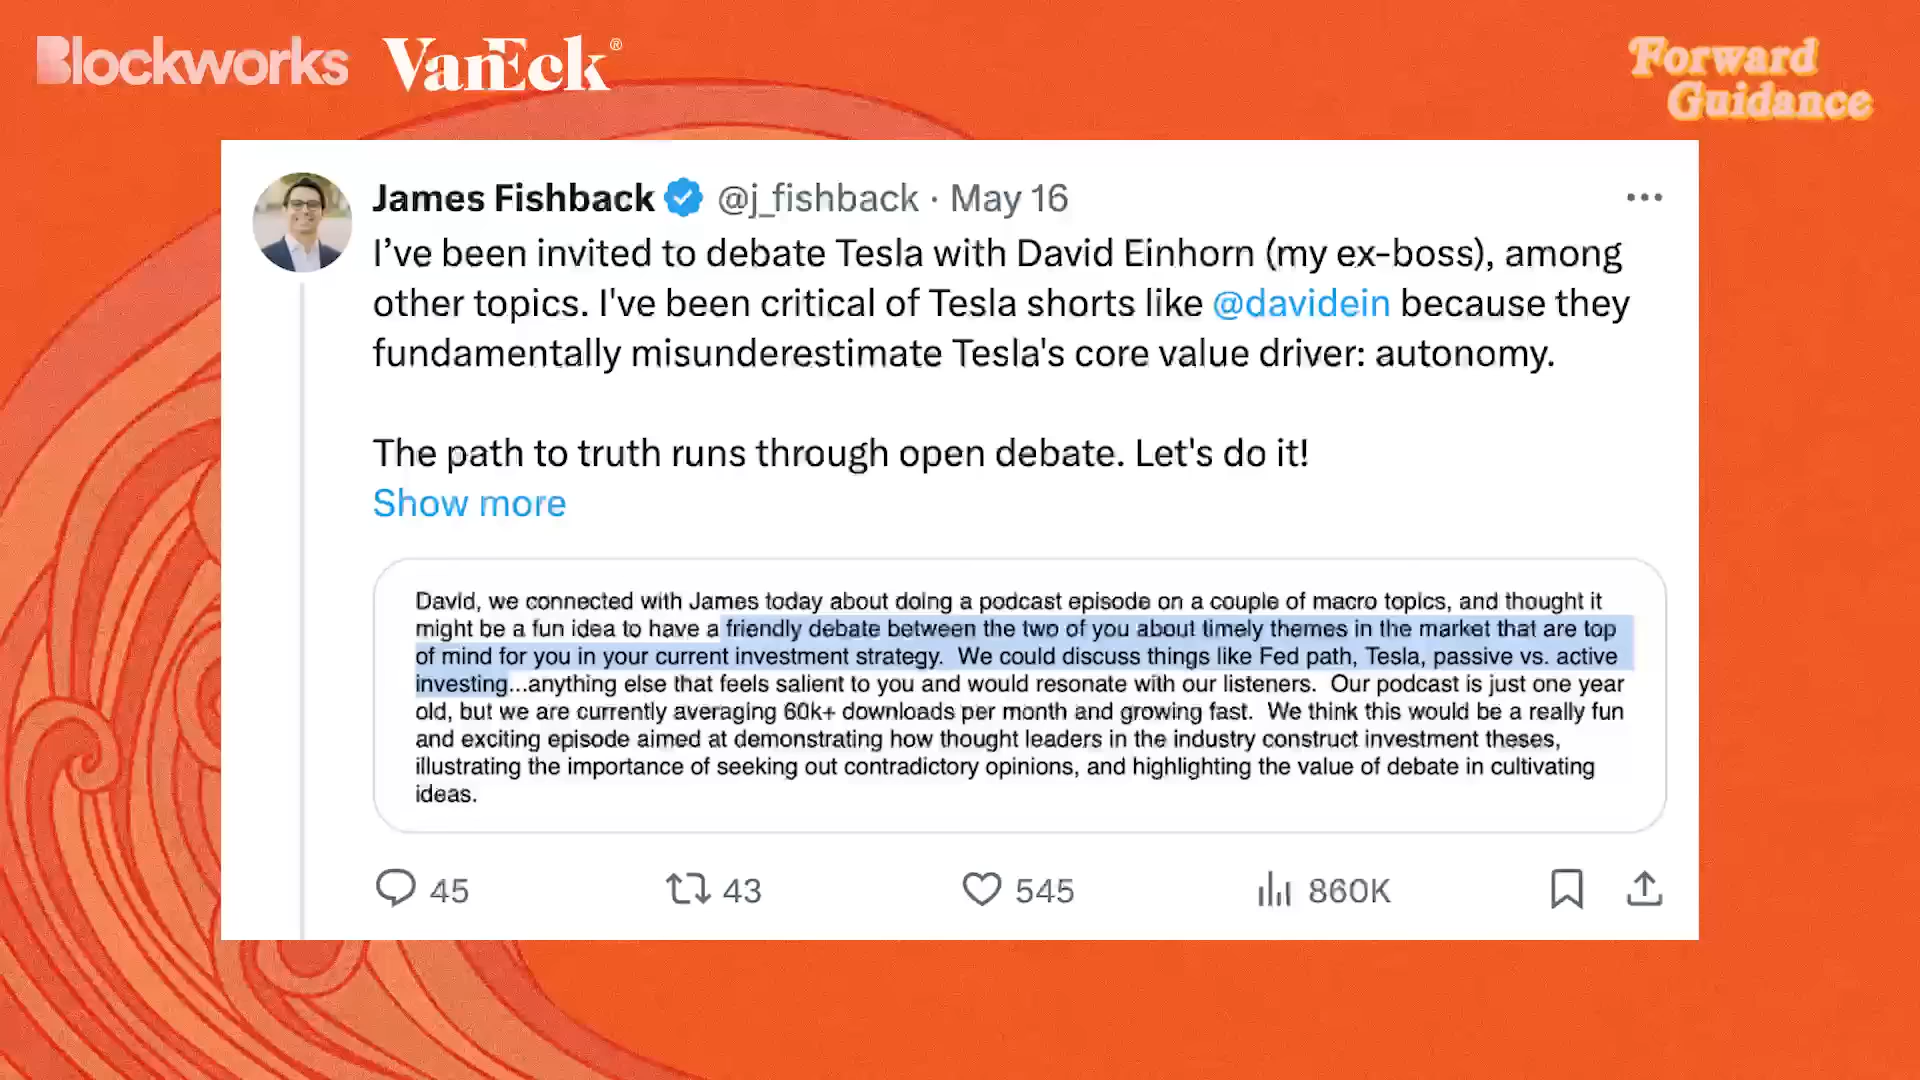 Blockworks VanEck®
Forward
Guidance
James Fishback @j_fishback · May 16
I’ve been invited to debate Tesla with David Einhorn (my ex-boss), among
other topics. I've been critical of Tesla shorts like @davidein because they
fundamentally misunderestimate Tesla's core value driver: autonomy.
The path to truth runs through open debate. Let's do it!
Show more
David, we connected with James today about doing a podcast episode on a couple of macro topics, and thought it
might be a fun idea to have a friendly debate between the two of you about timely themes in the market that are top
of mind for you in your current investment strategy. We could discuss things like Fed path, Tesla, passive vs. active
investing...anything else that feels salient to you and would resonate with our listeners. Our podcast is just one year
old, but we are currently averaging 60k+ downloads per month and growing fast. We think this would be a really fun
and exciting episode aimed at demonstrating how thought leaders in the industry construct investment theses,
illustrating the importance of seeking out contradictory opinions, and highlighting the value of debate in cultivating
ideas.
45 43 545 860K